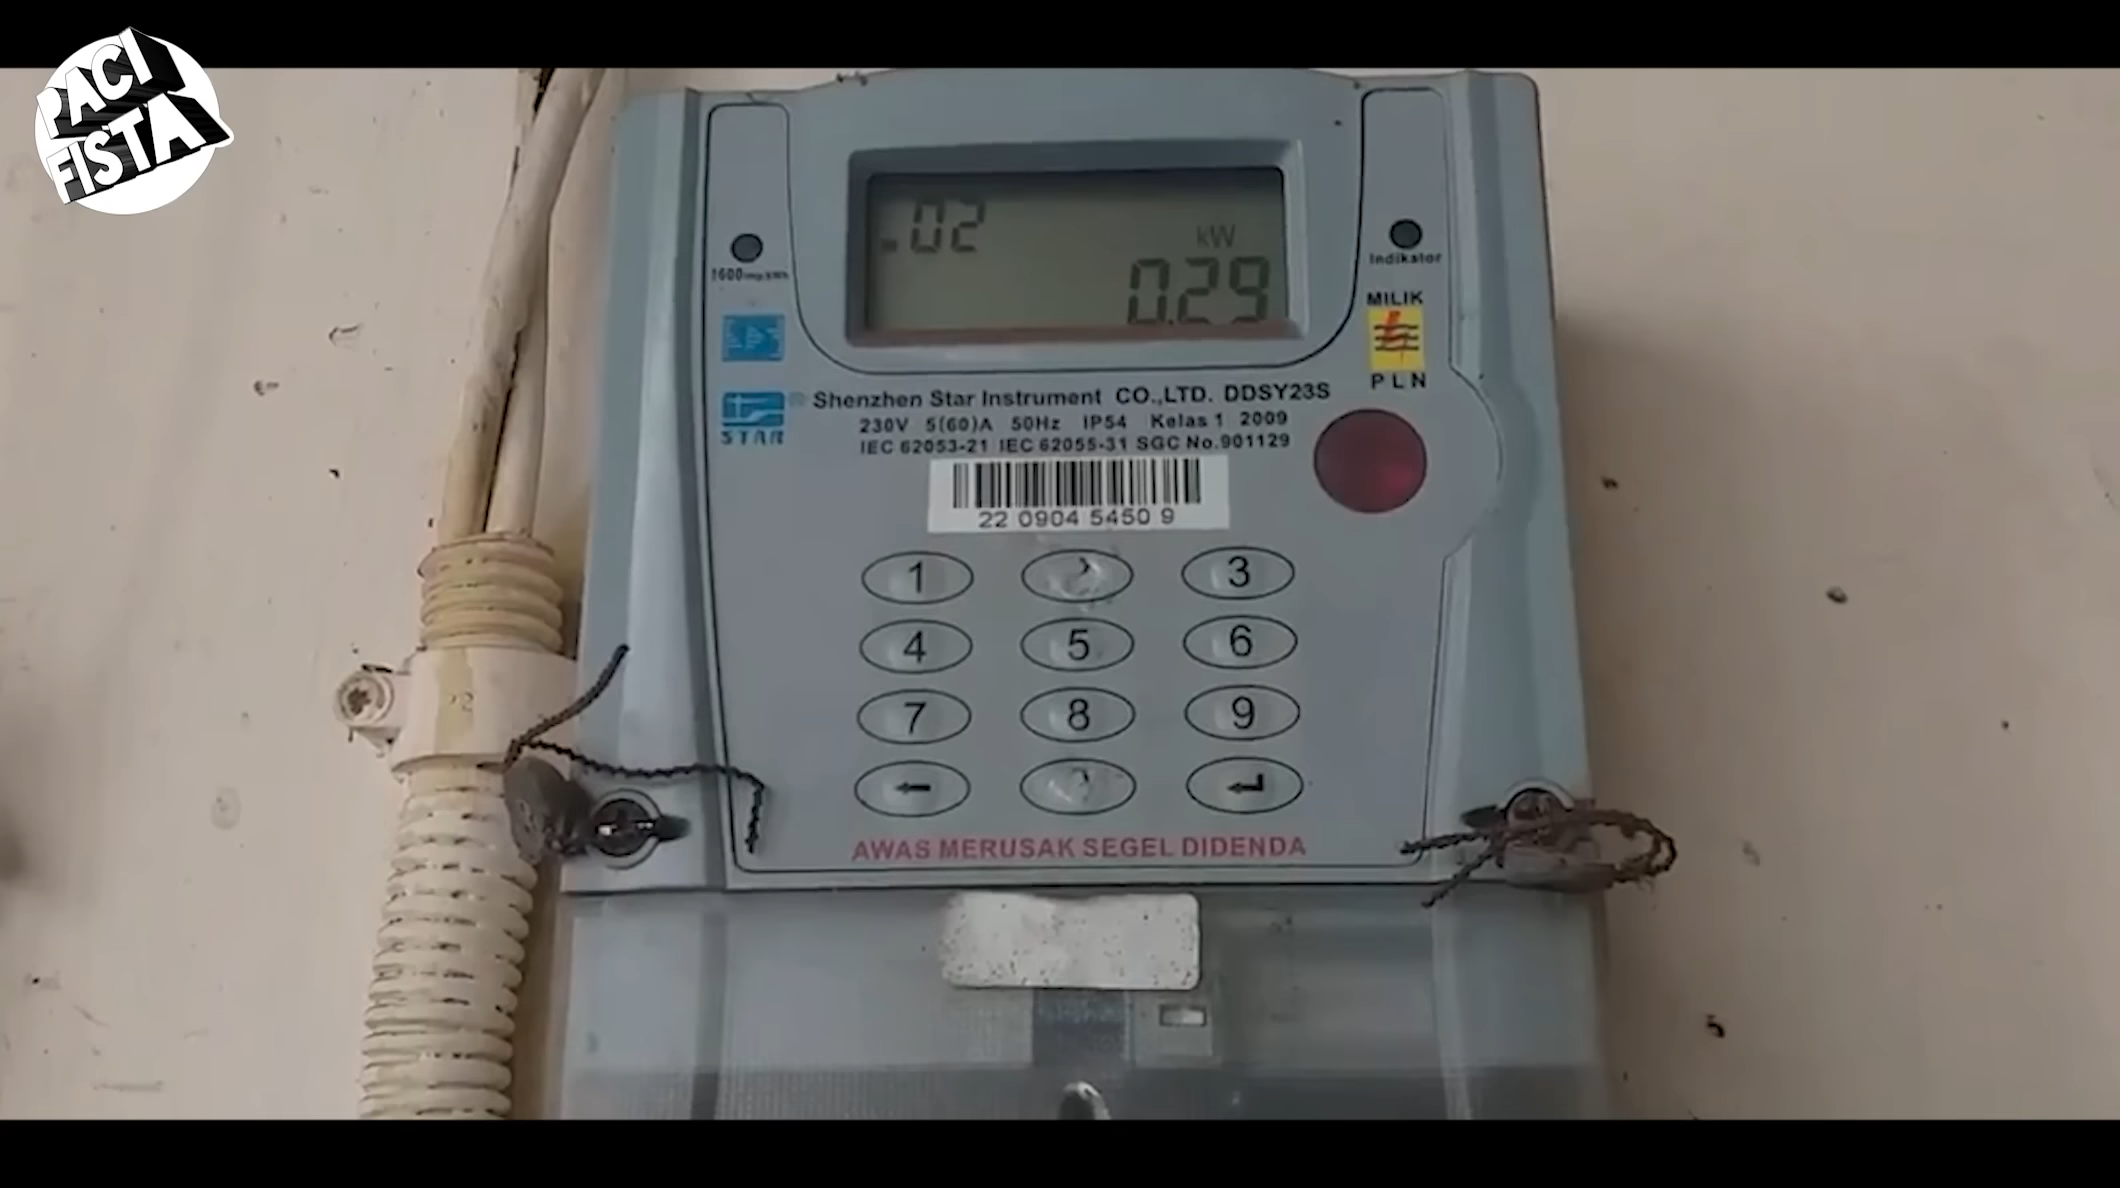 PACI
FISTA
.02
kW
0.29
1600imp/kWh
Indikator
MILIK
PLN
STAR
® Shenzhen Star Instrument CO.,LTD. DDSY23S
230V 5(60)A 50Hz IP54 Kelas 1 2009
IEC 62053-21 IEC 62055-31 SGC No.901129
22 0904 5450 9
1
3
4
5
6
7
8
9
AWAS MERUSAK SEGEL DIDENDA